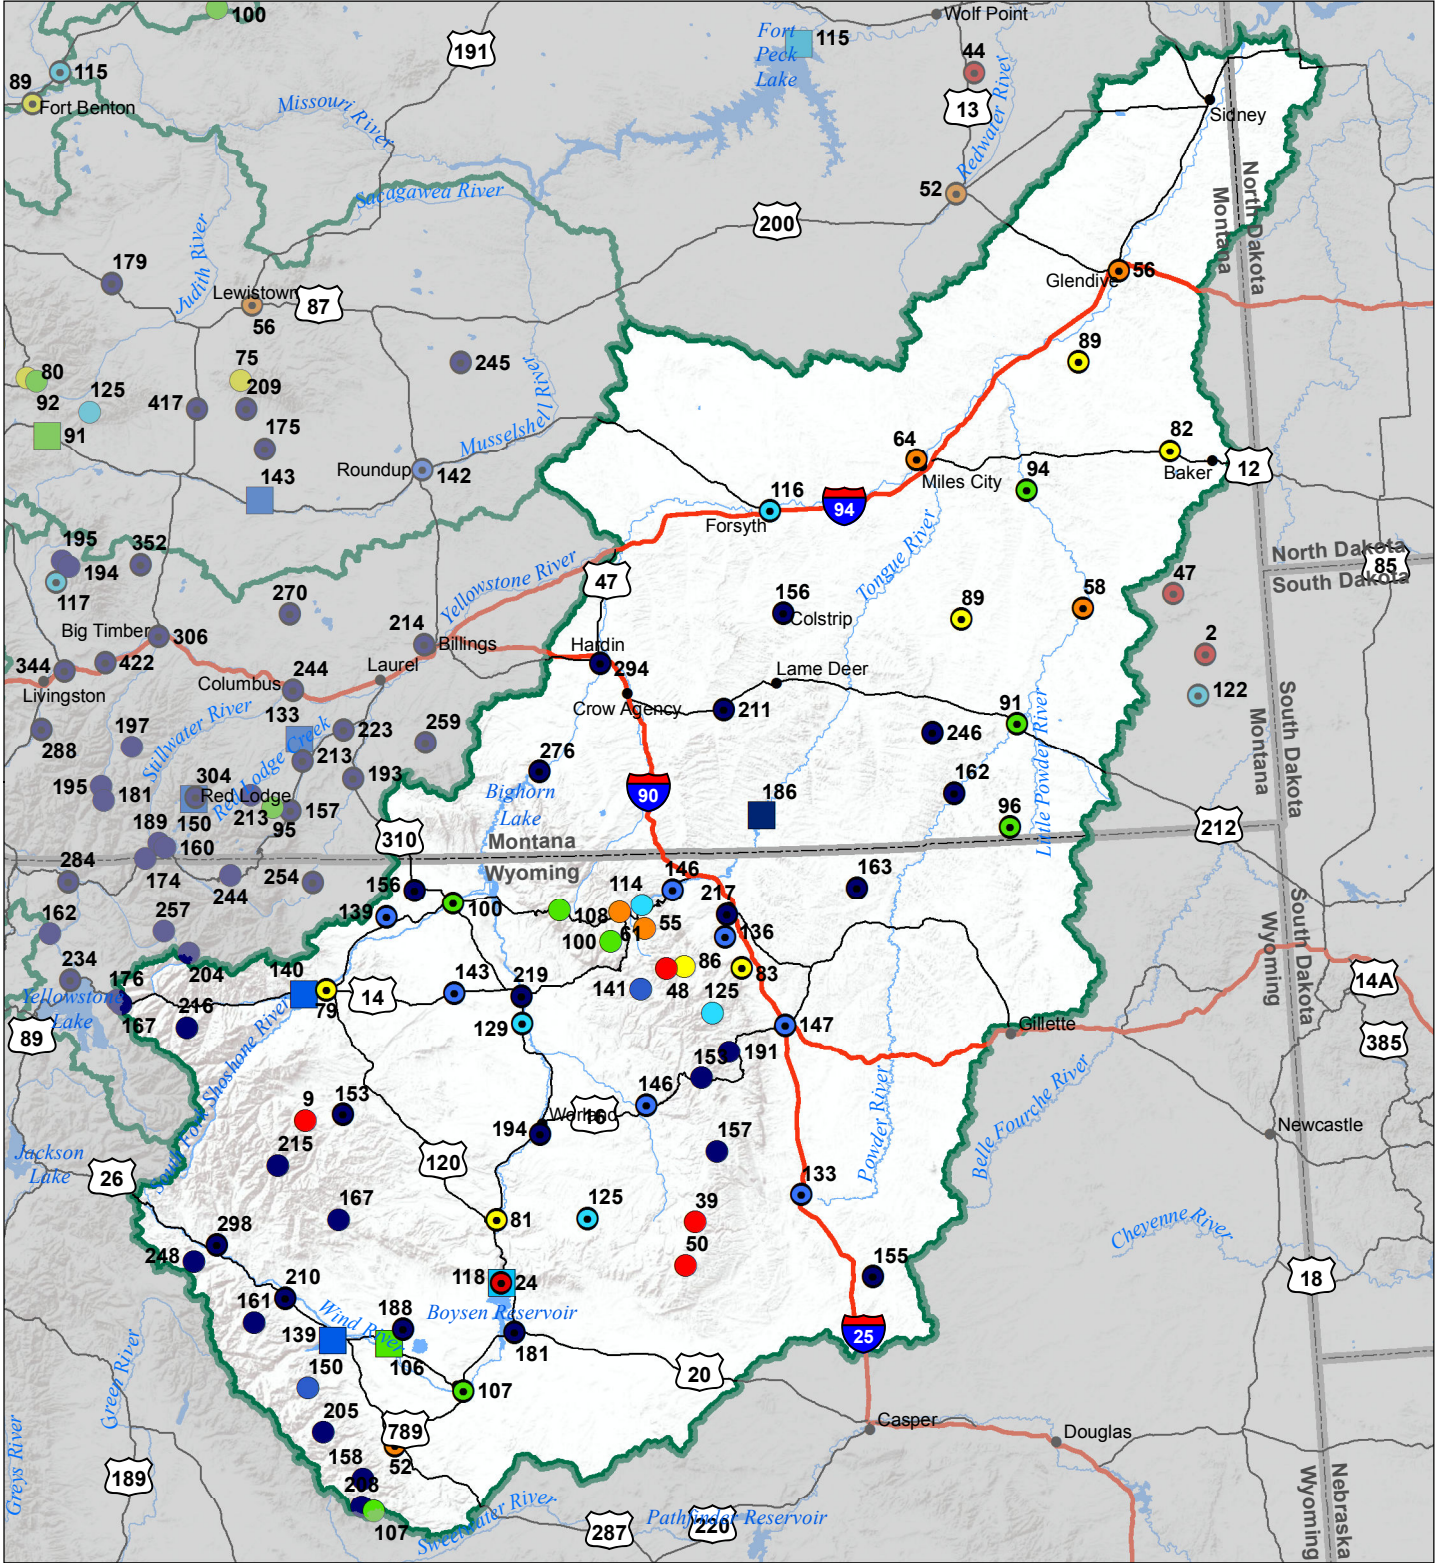 100
Wolf Point
191
Fort
Peck
Lake
115
44
89
115
Fort Benton
Missouri River
13
Redwater River
Sidney
Sacagawea River
52
North Dakota
Montana
200
Judith River
179
Lewistown
87
56
Glendive
56
80
92
75
209
125
417
245
Musselshell River
89
91
175
64
82
Roundup
142
143
94
Baker
12
Miles City
116
94
Forsyth
195
352
194
117
47
Yellowstone River
Tongue River
North Dakota
South Dakota
85
270
156
Colstrip
89
58
47
Big Timber
306
214
Billings
Hardin
2
344
422
Laurel
294
Lame Deer
Livingston
Columbus
244
122
Crow Agency
211
91
Little Powder River
South Dakota
Montana
288
197
Stillwater River
133
223
259
246
213
Red Lodge Creek
193
276
195
181
304
Red Lodge
Bighorn
Lake
90
186
162
189
150
213
95
157
96
160
310
212
Montana
Wyoming
284
174
244
254
156
146
163
114
217
162
257
139
100
108
55
100
61
136
South Dakota
Wyoming
234
204
140
143
219
86
83
14A
176
79
14
141
48
Yellowstone
Lake
167
216
129
125
147
Gillette
89
South Fork Shoshone River
385
153
191
9
153
146
Powder River
Belle Fourche River
Worland
16
194
Newcastle
Jackson
Lake
215
120
157
26
133
167
81
125
39
298
Cheyenne River
248
50
155
118
24
18
210
161
Wind River
188
Boysen Reservoir
139
106
181
25
Green River
150
107
20
205
789
Casper
Douglas
Greys River
158
52
189
208
107
Sweetwater River
287
Pathfinder Reservoir
220
Nebraska
Wyoming